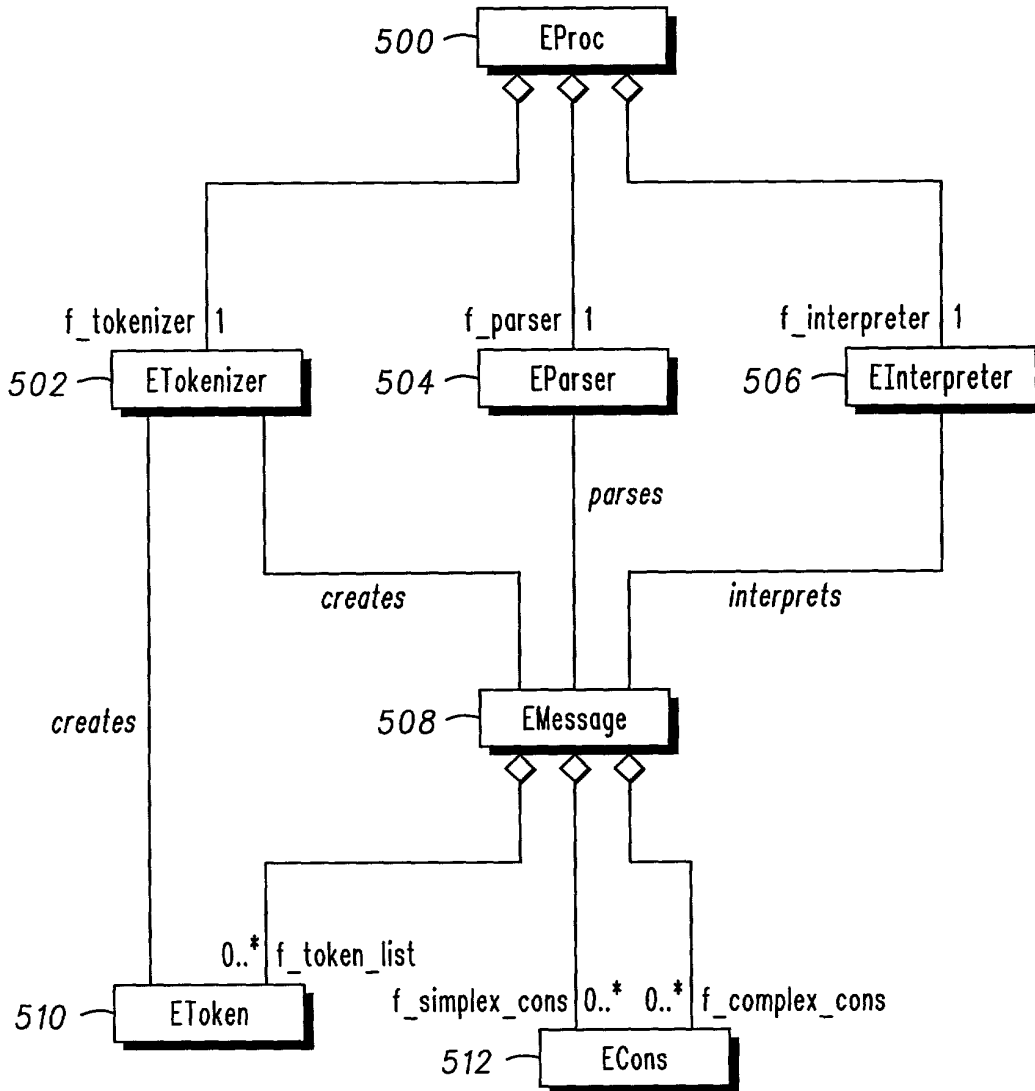 500 EProc
f_tokenizer 1 f_parser 1 f_interpreter 1
502 ETokenizer 504 EParser 506 EInterpreter
parses
creates interprets
508 EMessage
creates
0..* f_token_list
510 EToken f_simplex_cons 0..* 0..* f_complex_cons
512 ECons